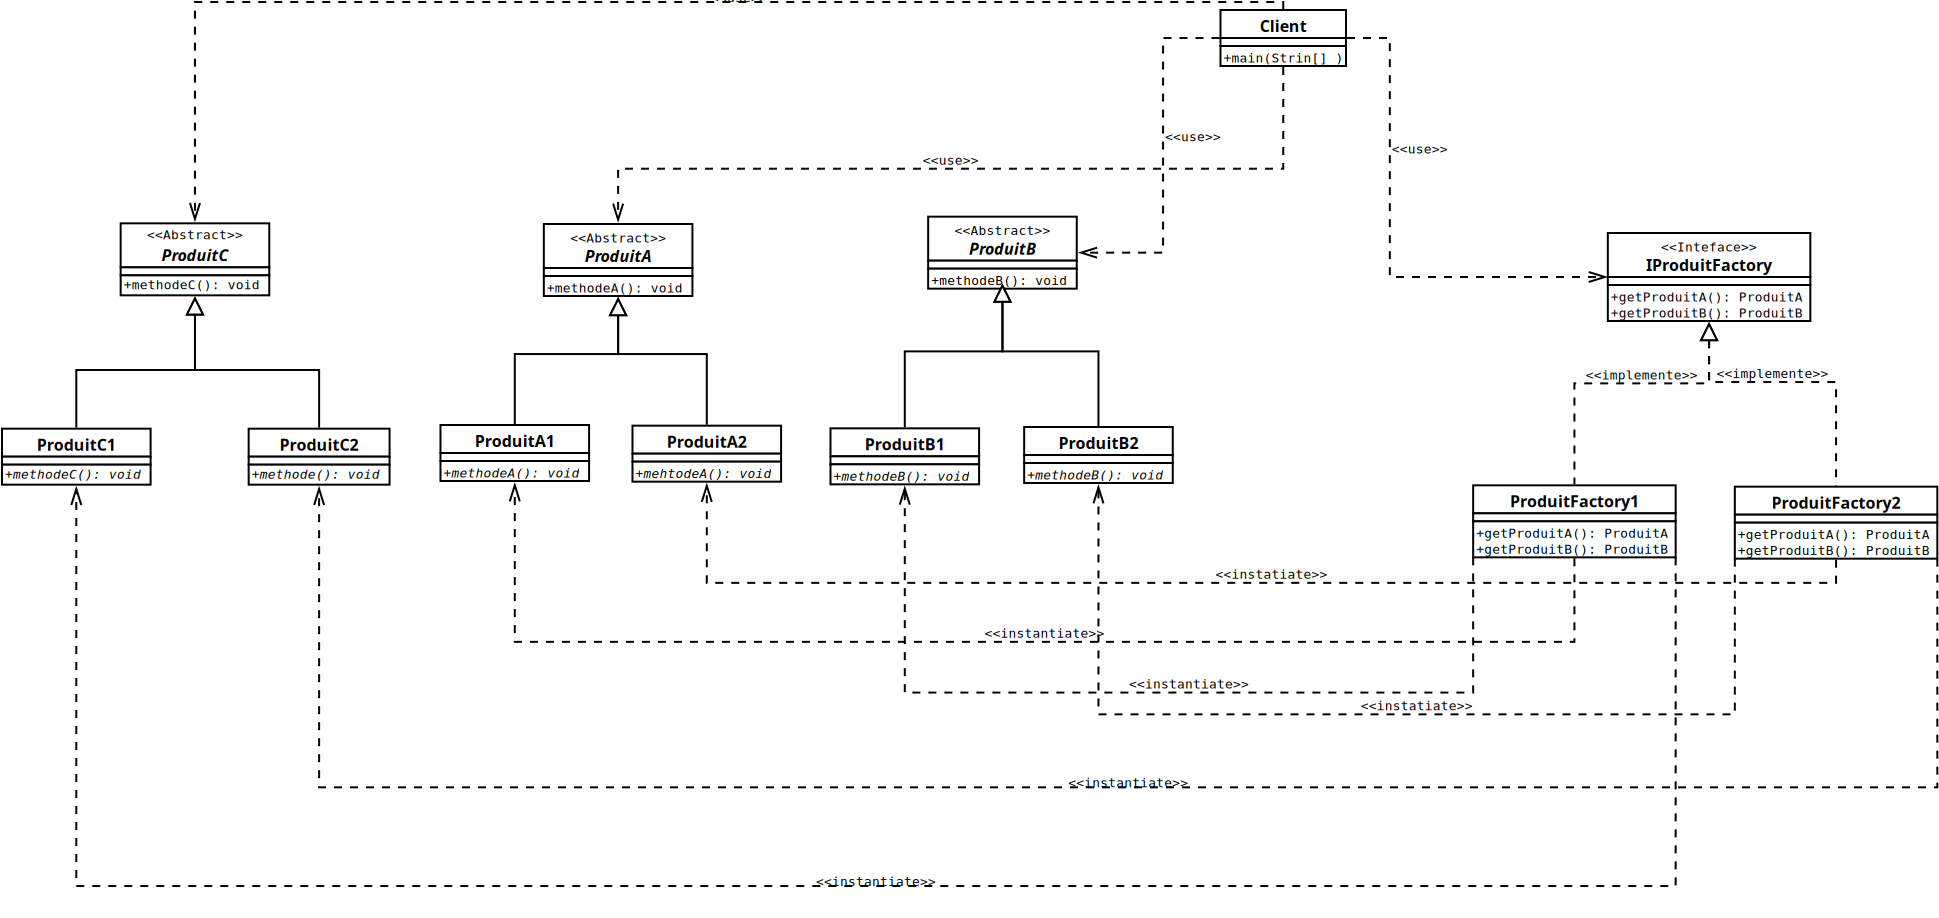 Client
+main(Strin[] )
<<use>>
<<use>>
<<use>>
<<Abstract>>
ProduitC
+methodeC(): void
<<Abstract>>
ProduitA
+methodeA(): void
<<Abstract>>
ProduitB
+methodeB(): void
<<Inteface>>
IProduitFactory
+getProduitA(): ProduitA
+getProduitB(): ProduitB
<<implemente>>
<<implemente>>
ProduitC1
+methodeC(): void
ProduitC2
+methode(): void
ProduitA1
+methodeA(): void
ProduitA2
+mehtodeA(): void
ProduitB1
+methodeB(): void
ProduitB2
+methodeB(): void
ProduitFactory1
+getProduitA(): ProduitA
+getProduitB(): ProduitB
ProduitFactory2
+getProduitA(): ProduitA
+getProduitB(): ProduitB
<<instatiate>>
<<instantiate>>
<<instantiate>>
<<instatiate>>
<<instantiate>>
<<instantiate>>